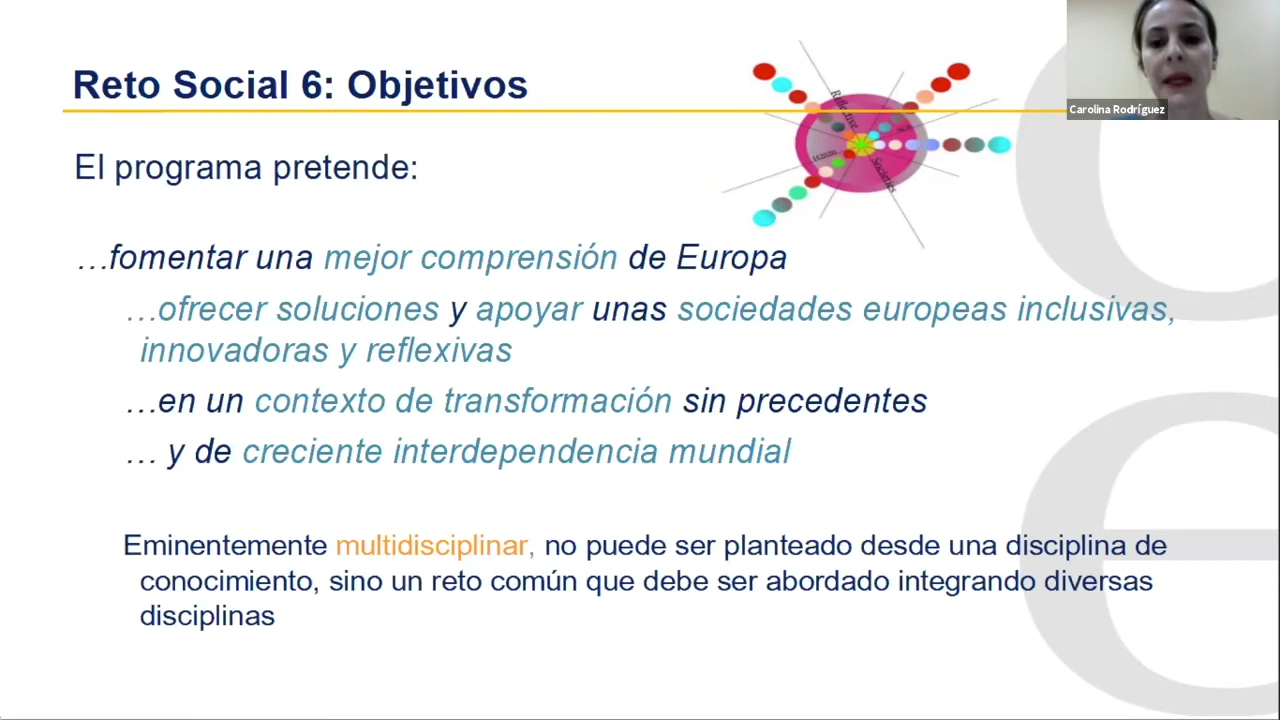 Reto Social 6: Objetivos
Carolina Rodríguez
El programa pretende:
Reflective
Societies
…fomentar una mejor comprensión de Europa
…ofrecer soluciones y apoyar unas sociedades europeas inclusivas,
innovadoras y reflexivas
…en un contexto de transformación sin precedentes
… y de creciente interdependencia mundial
Eminentemente multidisciplinar, no puede ser planteado desde una disciplina de
conocimiento, sino un reto común que debe ser abordado integrando diversas
disciplinas